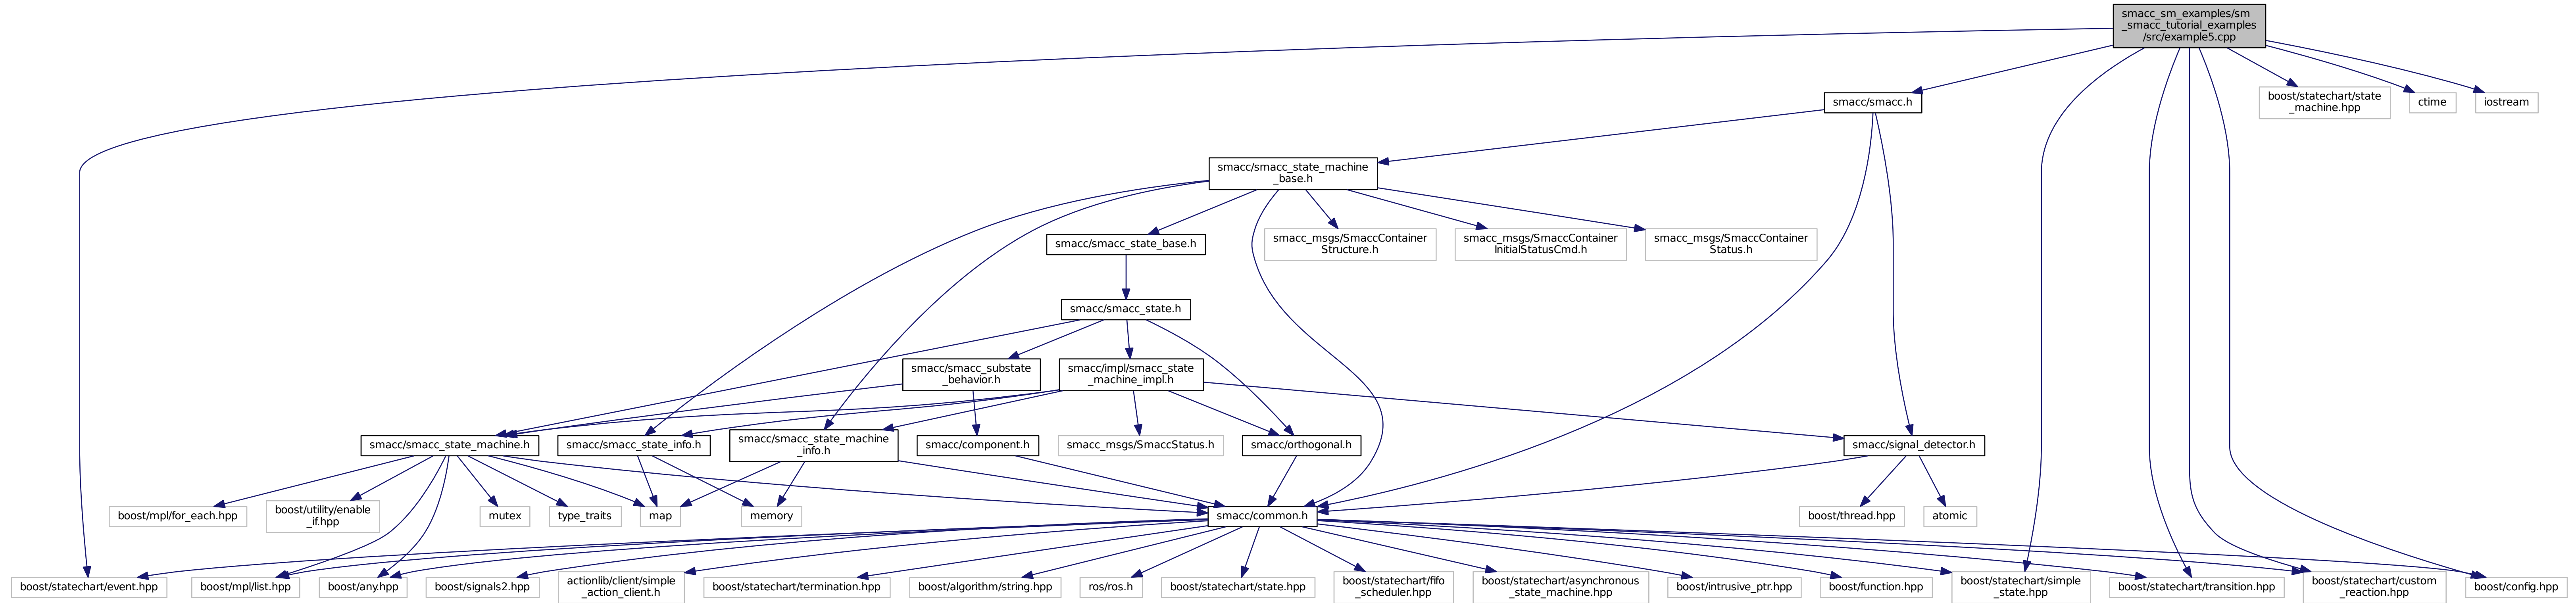 smacc_sm_examples/sm
_smacc_tutorial_examples
/src/example5.cpp
smacc/smacc.h
boost/statechart/state
_machine.hpp
ctime
iostream
smacc/smacc_state_machine
_base.h
smacc/smacc_state_base.h
smacc_msgs/SmaccContainer
Structure.h
smacc_msgs/SmaccContainer
InitialStatusCmd.h
smacc_msgs/SmaccContainer
Status.h
smacc/smacc_state.h
smacc/smacc_substate
_behavior.h
smacc/impl/smacc_state
_machine_impl.h
smacc/smacc_state_machine.h
smacc/smacc_state_info.h
smacc/smacc_state_machine
_info.h
smacc/component.h
smacc_msgs/SmaccStatus.h
smacc/orthogonal.h
smacc/signal_detector.h
boost/mpl/for_each.hpp
boost/utility/enable
_if.hpp
mutex
type_traits
map
memory
smacc/common.h
boost/thread.hpp
atomic
boost/statechart/event.hpp
boost/mpl/list.hpp
boost/any.hpp
boost/signals2.hpp
actionlib/client/simple
_action_client.h
boost/statechart/termination.hpp
boost/algorithm/string.hpp
ros/ros.h
boost/statechart/state.hpp
boost/statechart/fifo
_scheduler.hpp
boost/statechart/asynchronous
_state_machine.hpp
boost/intrusive_ptr.hpp
boost/function.hpp
boost/statechart/simple
_state.hpp
boost/statechart/transition.hpp
boost/statechart/custom
_reaction.hpp
boost/config.hpp